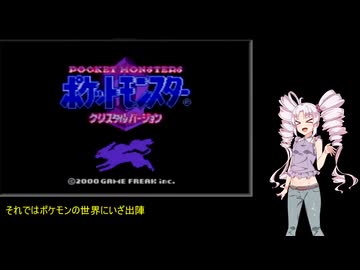 POCKET MONSTERS
ポケットモンスター
クリスタルバージョン
©2000 GAME FREAK inc.
それではポケモンの世界にいざ出陣